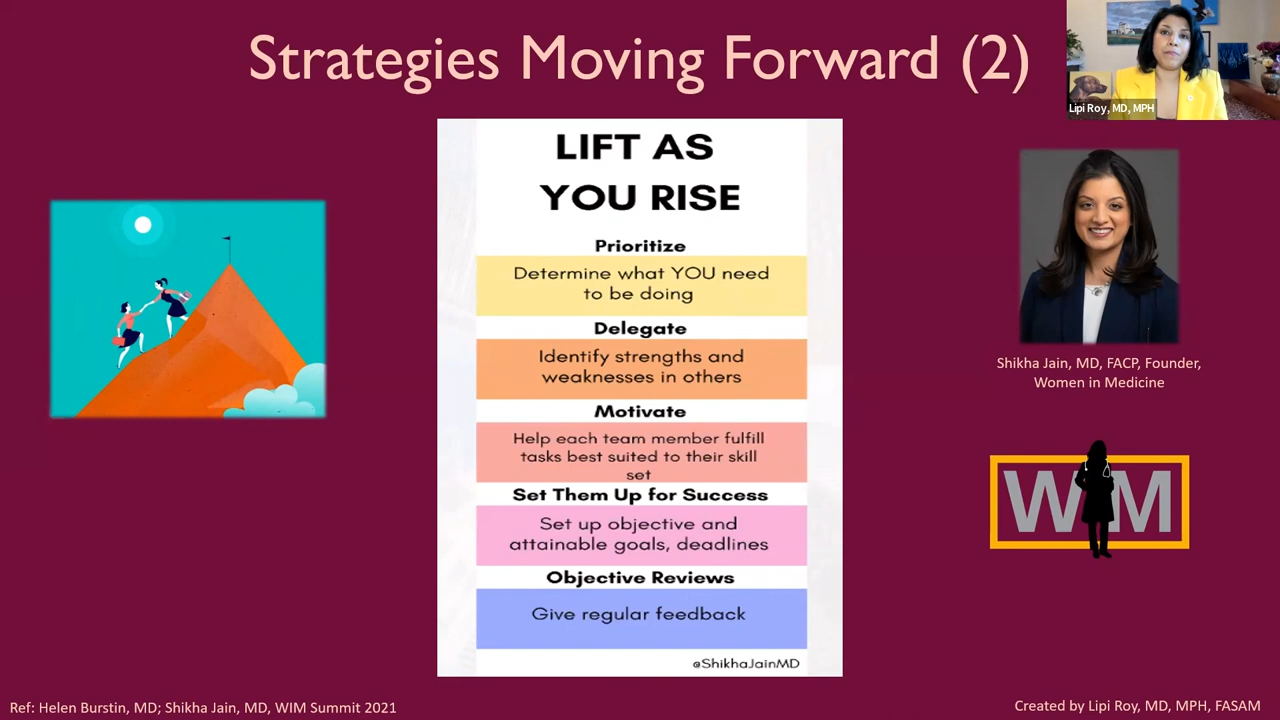 Strategies Moving Forward (2)
Lipi Roy, MD, MPH
LIFT AS
YOU RISE
Prioritize
Determine what YOU need
to be doing
Delegate
Identify strengths and
weaknesses in others
Motivate
Help each team member fulfill
tasks best suited to their skill
set
Set Them Up for Success
Set up objective and
attainable goals, deadlines
Objective Reviews
Give regular feedback
@ShikhaJainMD
Shikha Jain, MD, FACP, Founder,
Women in Medicine
WIM
Ref: Helen Burstin, MD; Shikha Jain, MD, WIM Summit 2021
Created by Lipi Roy, MD, MPH, FASAM